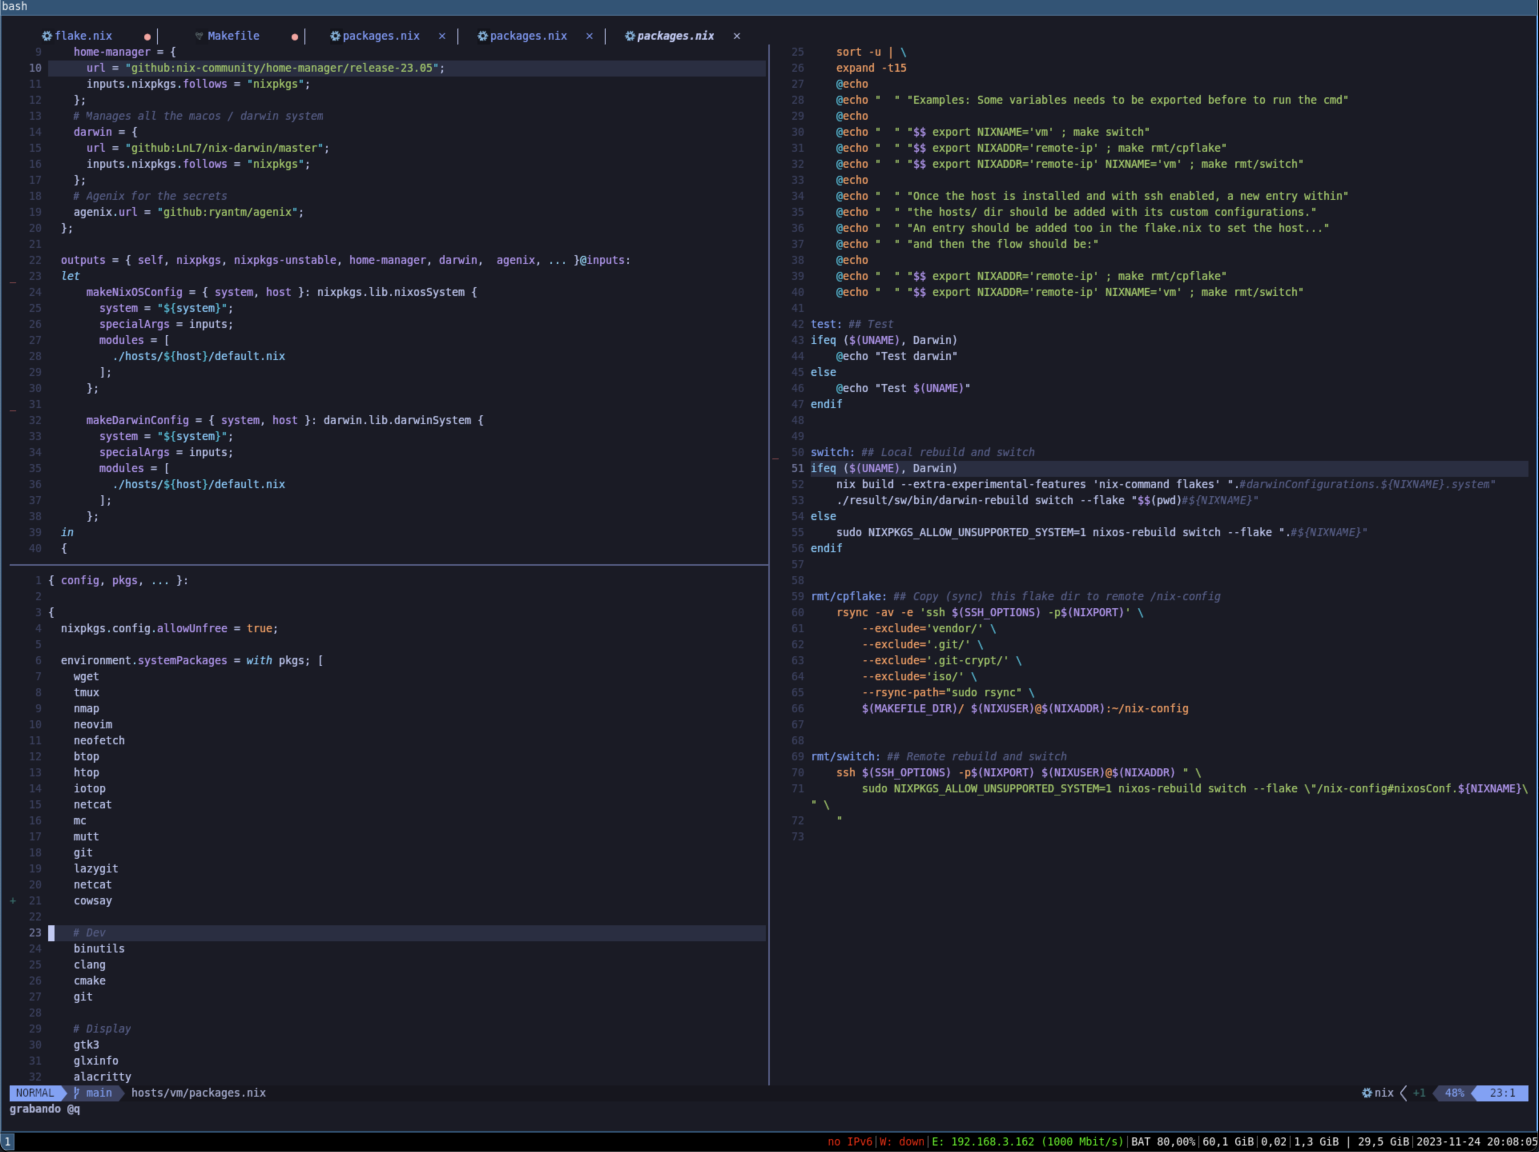 bash
flake.nix ● Makefile ● packages.nix × packages.nix × packages.nix ×
9 home-manager = {
10 url = "github:nix-community/home-manager/release-23.05";
11 inputs.nixpkgs.follows = "nixpkgs";
12 };
13 # Manages all the macos / darwin system
14 darwin = {
15 url = "github:LnL7/nix-darwin/master";
16 inputs.nixpkgs.follows = "nixpkgs";
17 };
18 # Agenix for the secrets
19 agenix.url = "github:ryantm/agenix";
20 };
21
22 outputs = { self, nixpkgs, nixpkgs-unstable, home-manager, darwin,  agenix, ... }@inputs:
23 let
24 makeNixOSConfig = { system, host }: nixpkgs.lib.nixosSystem {
25 system = "${system}";
26 specialArgs = inputs;
27 modules = [
28 ./hosts/${host}/default.nix
29 ];
30 };
31
32 makeDarwinConfig = { system, host }: darwin.lib.darwinSystem {
33 system = "${system}";
34 specialArgs = inputs;
35 modules = [
36 ./hosts/${host}/default.nix
37 ];
38 };
39 in
40 {
1 { config, pkgs, ... }:
2
3 {
4 nixpkgs.config.allowUnfree = true;
5
6 environment.systemPackages = with pkgs; [
7 wget
8 tmux
9 nmap
10 neovim
11 neofetch
12 btop
13 htop
14 iotop
15 netcat
16 mc
17 mutt
18 git
19 lazygit
20 netcat
+ 21 cowsay
22
23 # Dev
24 binutils
25 clang
26 cmake
27 git
28
29 # Display
30 gtk3
31 glxinfo
32 alacritty
25 sort -u | \
26 expand -t15
27 @echo
28 @echo "  " "Examples: Some variables needs to be exported before to run the cmd"
29 @echo
30 @echo "  " "$$ export NIXNAME='vm' ; make switch"
31 @echo "  " "$$ export NIXADDR='remote-ip' ; make rmt/cpflake"
32 @echo "  " "$$ export NIXADDR='remote-ip' NIXNAME='vm' ; make rmt/switch"
33 @echo
34 @echo "  " "Once the host is installed and with ssh enabled, a new entry within"
35 @echo "  " "the hosts/ dir should be added with its custom configurations."
36 @echo "  " "An entry should be added too in the flake.nix to set the host..."
37 @echo "  " "and then the flow should be:"
38 @echo
39 @echo "  " "$$ export NIXADDR='remote-ip' ; make rmt/cpflake"
40 @echo "  " "$$ export NIXADDR='remote-ip' NIXNAME='vm' ; make rmt/switch"
41
42 test: ## Test
43 ifeq ($(UNAME), Darwin)
44 @echo "Test darwin"
45 else
46 @echo "Test $(UNAME)"
47 endif
48
49
50 switch: ## Local rebuild and switch
51 ifeq ($(UNAME), Darwin)
52 nix build --extra-experimental-features 'nix-command flakes' ".#darwinConfigurations.${NIXNAME}.system"
53 ./result/sw/bin/darwin-rebuild switch --flake "$$(pwd)#${NIXNAME}"
54 else
55 sudo NIXPKGS_ALLOW_UNSUPPORTED_SYSTEM=1 nixos-rebuild switch --flake ".#${NIXNAME}"
56 endif
57
58
59 rmt/cpflake: ## Copy (sync) this flake dir to remote /nix-config
60 rsync -av -e 'ssh $(SSH_OPTIONS) -p$(NIXPORT)' \
61 --exclude='vendor/' \
62 --exclude='.git/' \
63 --exclude='.git-crypt/' \
64 --exclude='iso/' \
65 --rsync-path="sudo rsync" \
66 $(MAKEFILE_DIR)/ $(NIXUSER)@$(NIXADDR):~/nix-config
67
68
69 rmt/switch: ## Remote rebuild and switch
70 ssh $(SSH_OPTIONS) -p$(NIXPORT) $(NIXUSER)@$(NIXADDR) " \
71 sudo NIXPKGS_ALLOW_UNSUPPORTED_SYSTEM=1 nixos-rebuild switch --flake \"/nix-config#nixosConf.${NIXNAME}\
" \
72 "
73
NORMAL main hosts/vm/packages.nix nix +1 48% 23:1
grabando @q
1 no IPv6|W: down|E: 192.168.3.162 (1000 Mbit/s)|BAT 80,00%|60,1 GiB|0,02|1,3 GiB | 29,5 GiB|2023-11-24 20:08:05